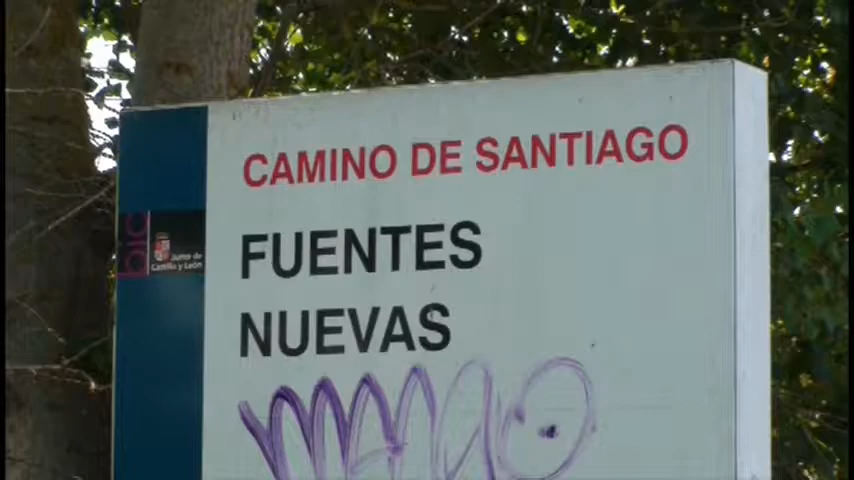 CAMINO DE SANTIAGO
FUENTES
NUEVAS
bic
Junta de
Castilla y León